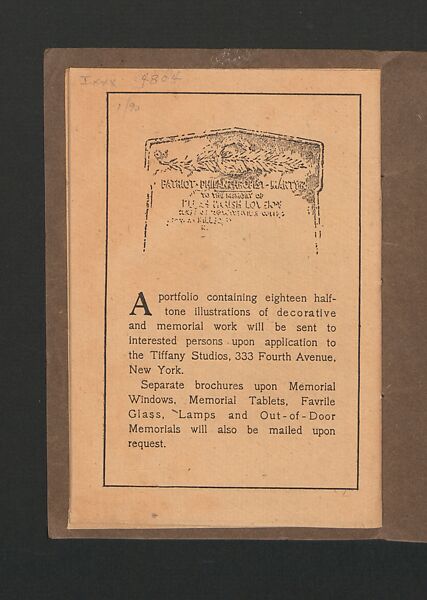 4804
1/90
PATRIOT · PHILANTHROPIST · MARTYR
TO THE MEMORY OF
A portfolio containing eighteen half-
tone illustrations of decorative
and memorial work will be sent to
interested persons upon application to
the Tiffany Studios, 333 Fourth Avenue,
New York.
Separate brochures upon Memorial
Windows, Memorial Tablets, Favrile
Glass, Lamps and Out-of-Door
Memorials will also be mailed upon
request.